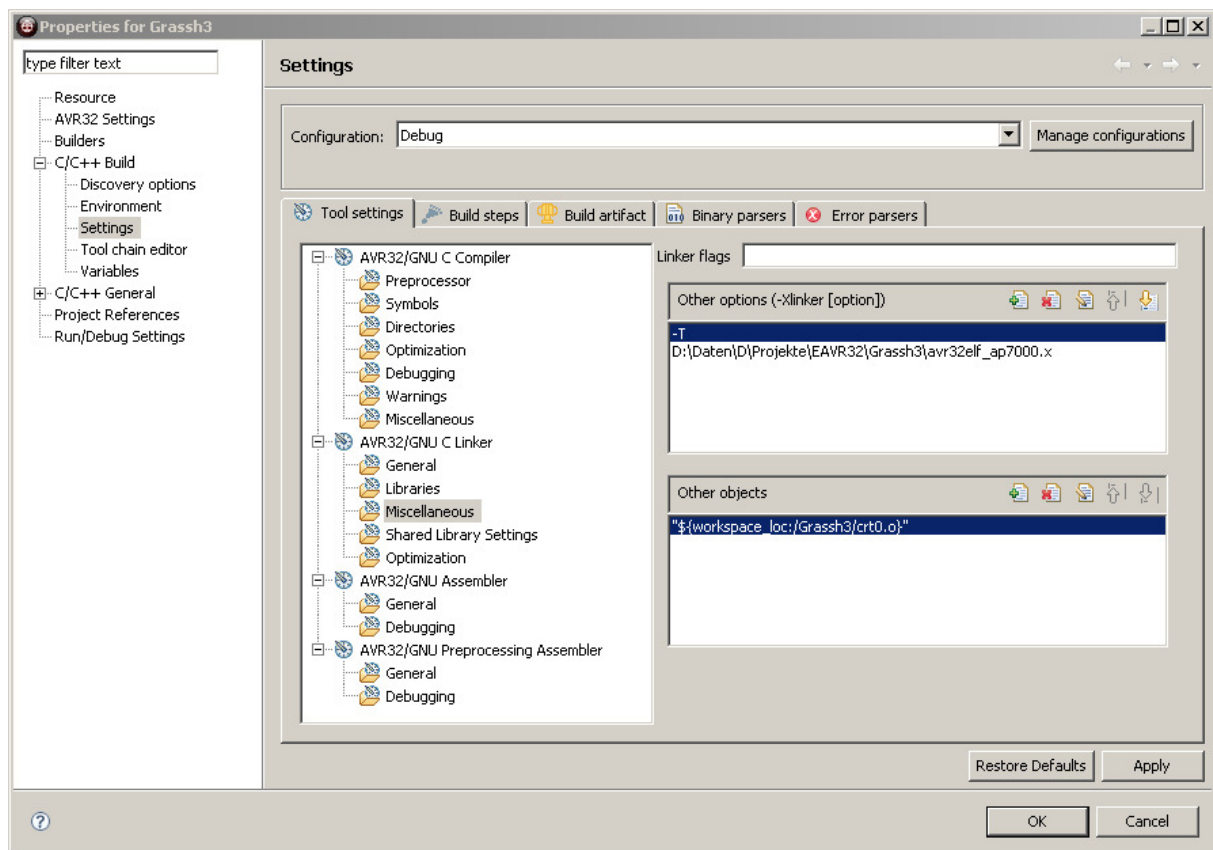 Properties for Grassh3
type filter text
Resource
AVR32 Settings
Builders
C/C++ Build
Discovery options
Environment
Settings
Tool chain editor
Variables
C/C++ General
Project References
Run/Debug Settings
Settings
Configuration: Debug
Manage configurations
Tool settings
Build steps
Build artifact
Binary parsers
Error parsers
AVR32/GNU C Compiler
Preprocessor
Symbols
Directories
Optimization
Debugging
Warnings
Miscellaneous
AVR32/GNU C Linker
General
Libraries
Miscellaneous
Shared Library Settings
Optimization
AVR32/GNU Assembler
General
Debugging
AVR32/GNU Preprocessing Assembler
General
Debugging
Linker flags
Other options (-Xlinker [option])
-T
D:\Daten\D\Projekte\EAVR32\Grassh3\avr32elf_ap7000.x
Other objects
"${workspace_loc:/Grassh3/crt0.o}"
Restore Defaults
Apply
OK
Cancel